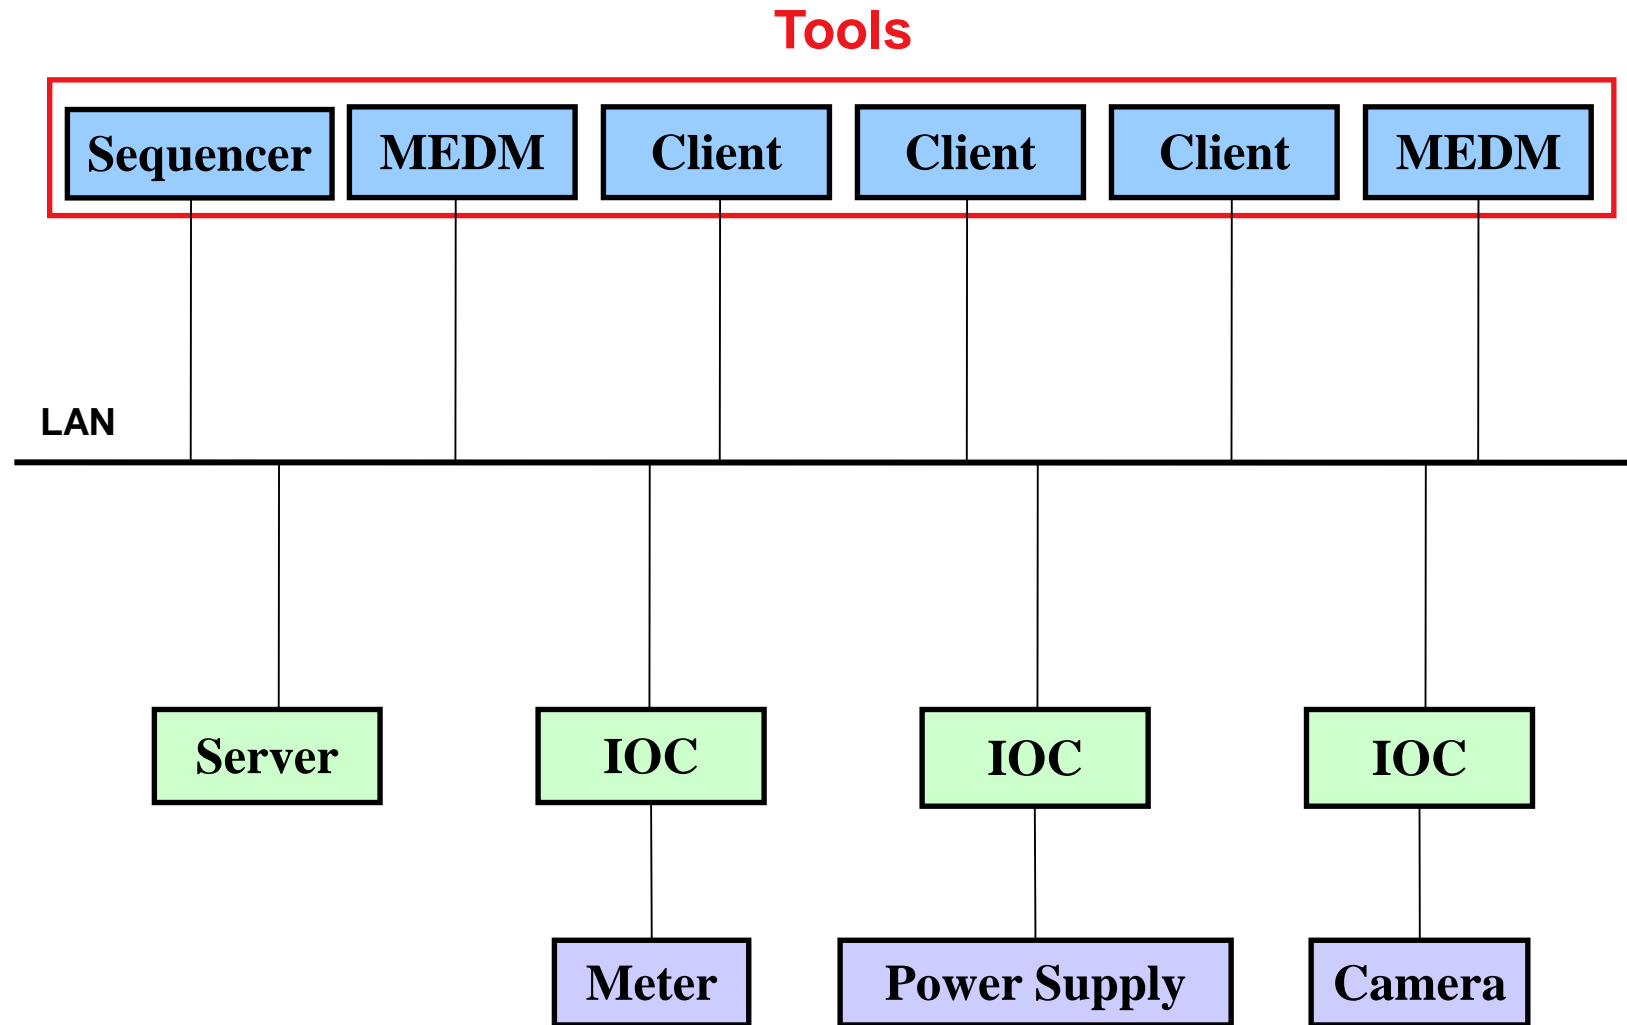 Tools
Sequencer MEDM Client Client Client MEDM
LAN
Server IOC IOC IOC
Meter Power Supply Camera